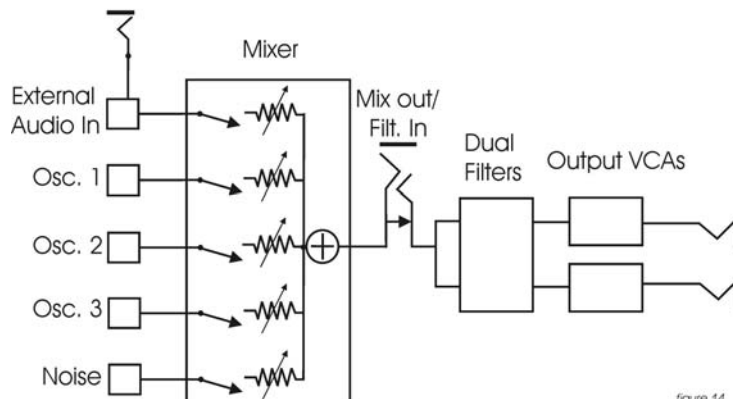 Mixer
External
Audio In
Mix out/
Filt. In
Dual
Filters
Output VCAs
Osc. 1
Osc. 2
Osc. 3
Noise
figure 14